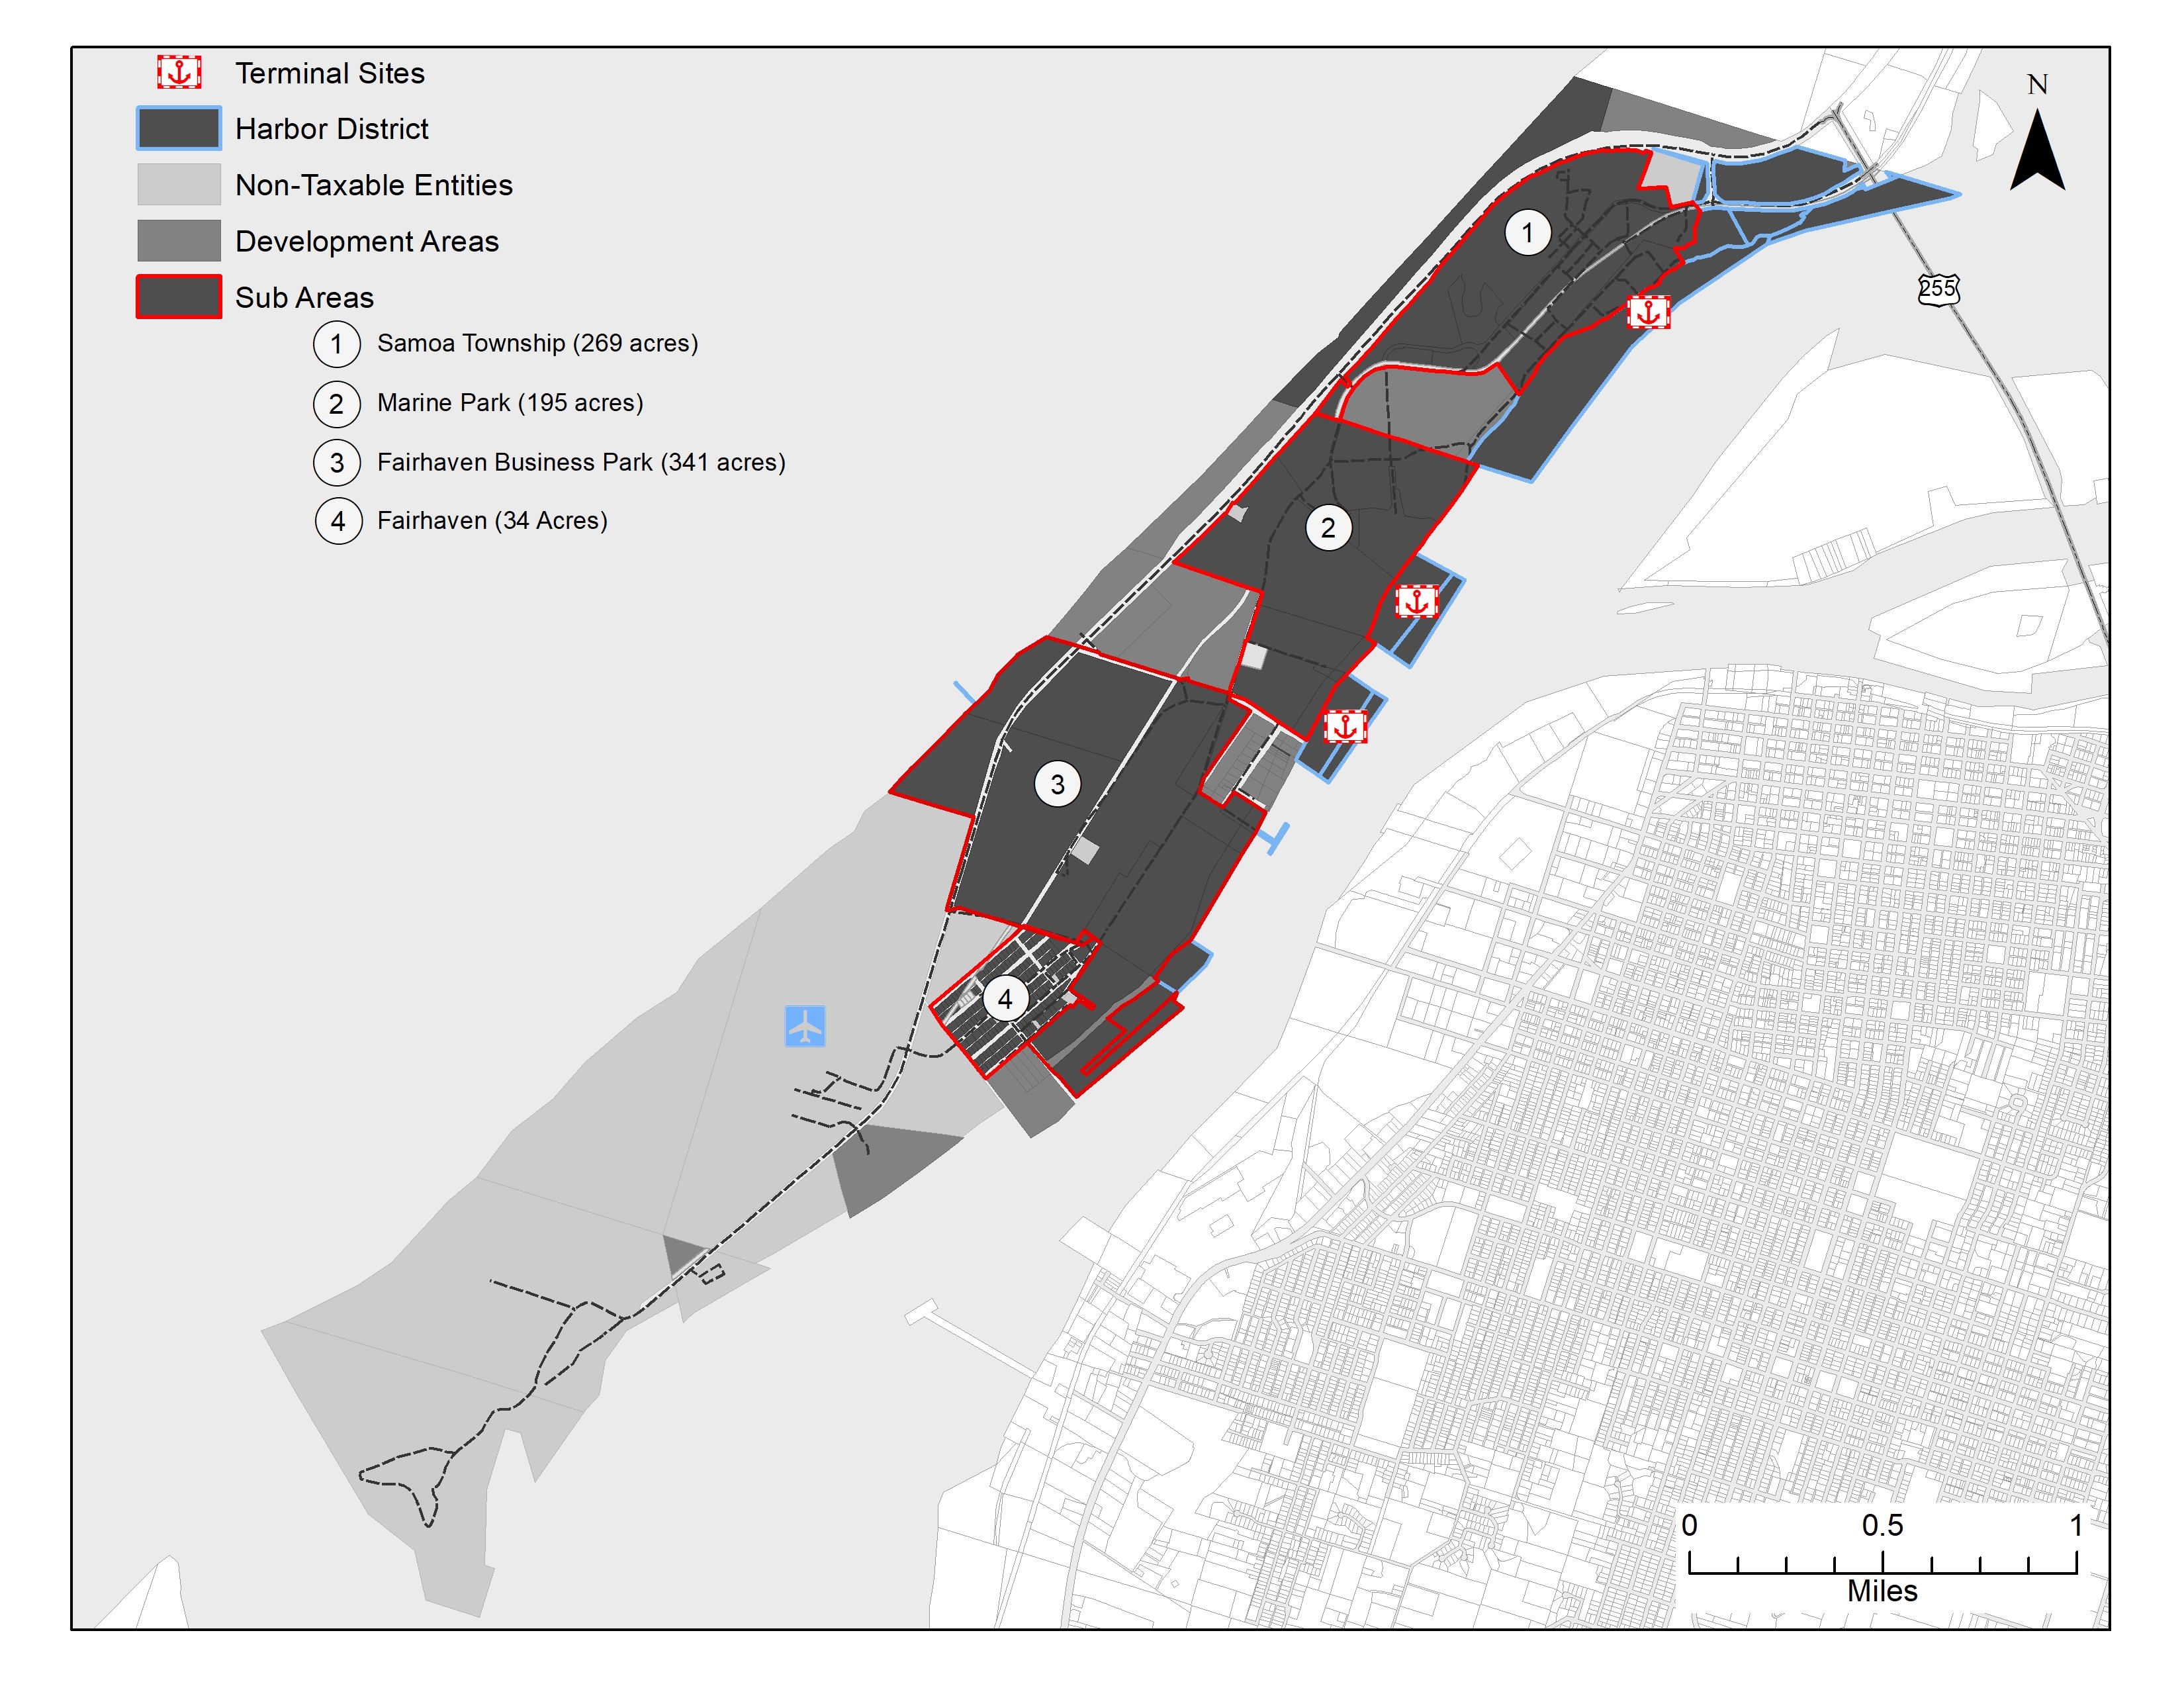 Terminal Sites
Harbor District
Non-Taxable Entities
Development Areas
Sub Areas
1 Samoa Township (269 acres)
2 Marine Park (195 acres)
3 Fairhaven Business Park (341 acres)
4 Fairhaven (34 Acres)
N
1
255
2
3
4
0 0.5 1
Miles